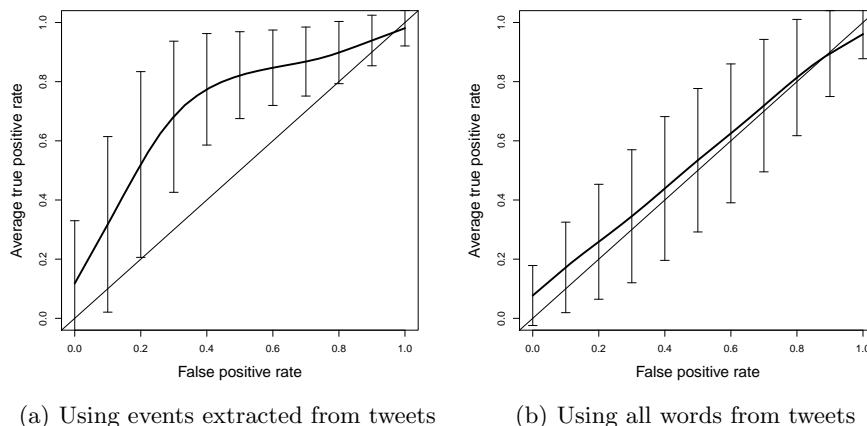 Average true positive rate
1.0
0.8
0.6
0.4
0.2
0.0
0.0 0.2 0.4 0.6 0.8 1.0
False positive rate
(a) Using events extracted from tweets
Average true positive rate
1.0
0.8
0.6
0.4
0.2
0.0
0.0 0.2 0.4 0.6 0.8 1.0
False positive rate
(b) Using all words from tweets